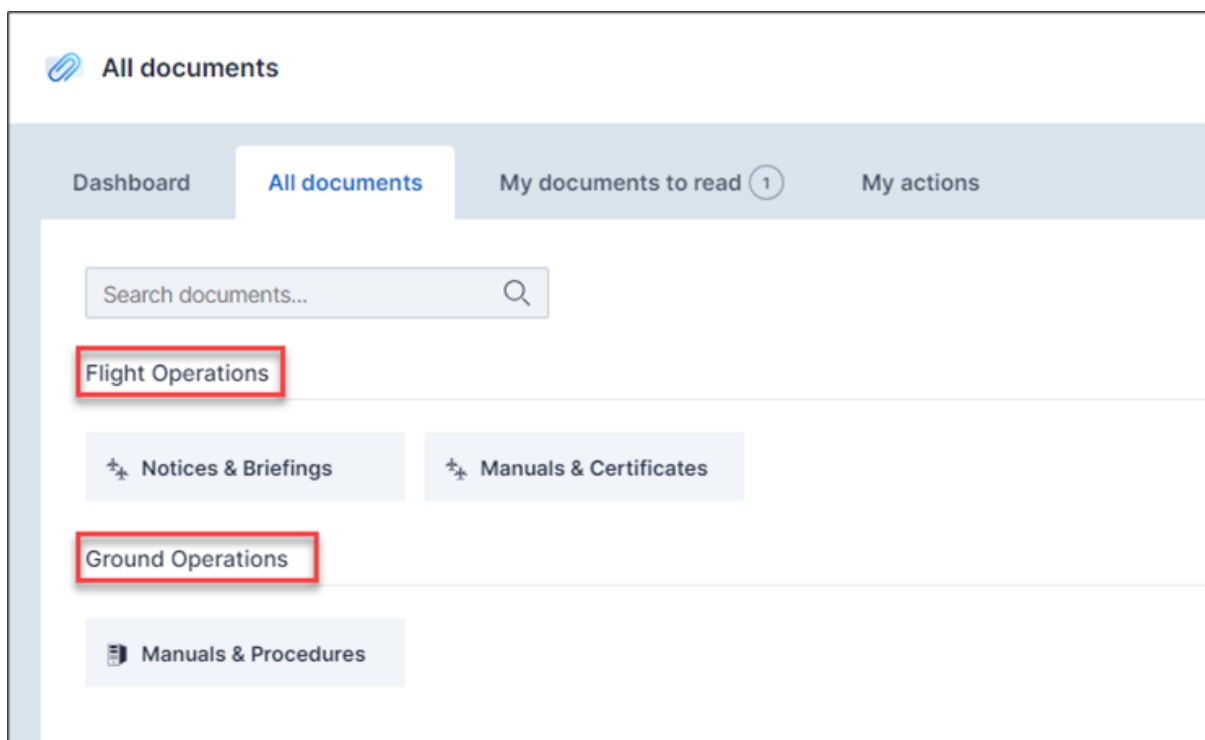 All documents
Dashboard All documents My documents to read 1 My actions
Search documents...
Flight Operations
Notices & Briefings Manuals & Certificates
Ground Operations
Manuals & Procedures